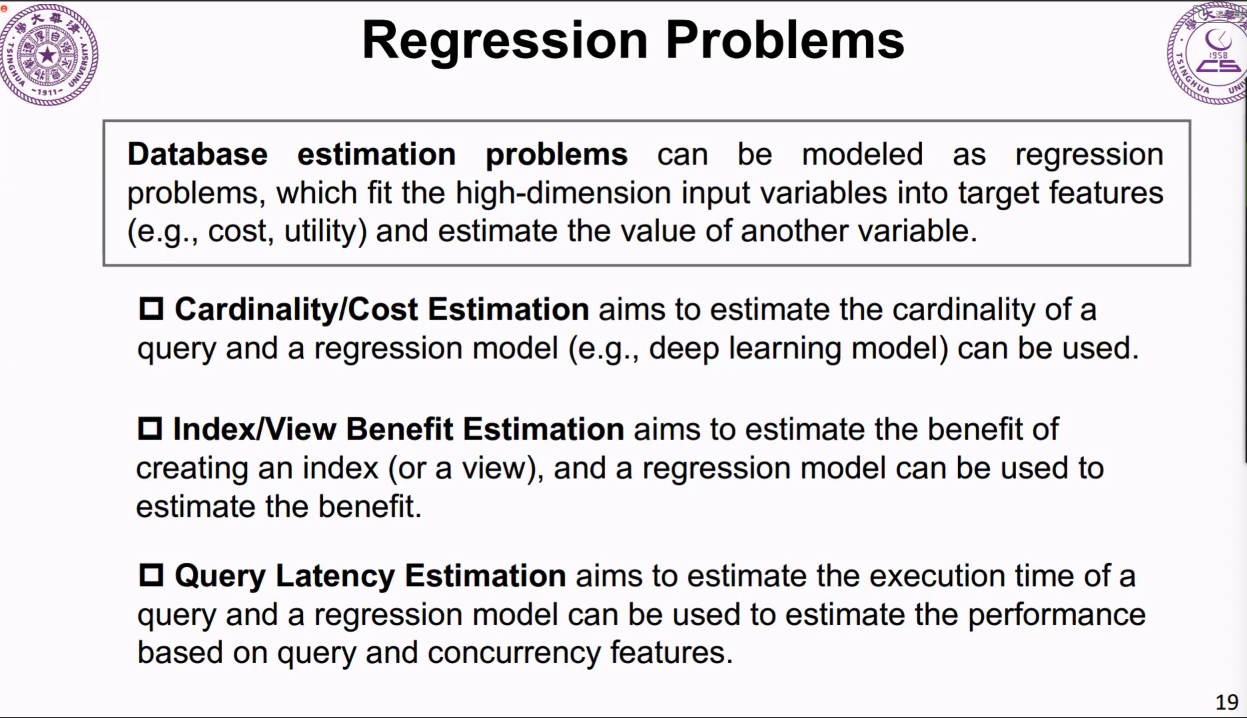 Regression Problems
TSINGHUA UNIVERSITY
-1911-
1958
TSINGHUA
Database estimation problems can be modeled as regression
problems, which fit the high-dimension input variables into target features
(e.g., cost, utility) and estimate the value of another variable.
Cardinality/Cost Estimation aims to estimate the cardinality of a
query and a regression model (e.g., deep learning model) can be used.
Index/View Benefit Estimation aims to estimate the benefit of
creating an index (or a view), and a regression model can be used to
estimate the benefit.
Query Latency Estimation aims to estimate the execution time of a
query and a regression model can be used to estimate the performance
based on query and concurrency features.
19